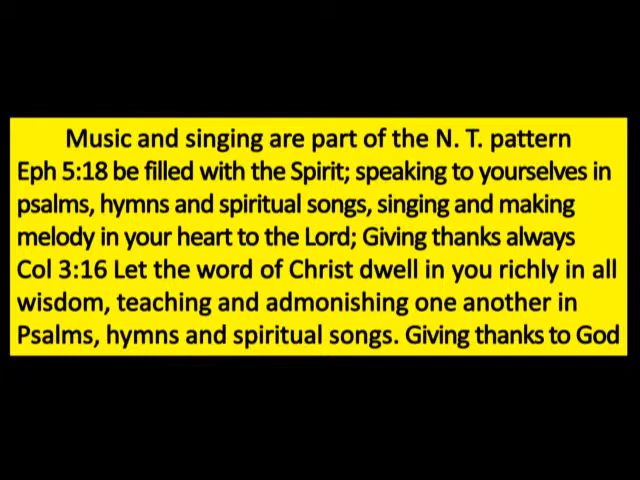 Music and singing are part of the N. T. pattern
Eph 5:18 be filled with the Spirit; speaking to yourselves in
psalms, hymns and spiritual songs, singing and making
melody in your heart to the Lord; Giving thanks always
Col 3:16 Let the word of Christ dwell in you richly in all
wisdom, teaching and admonishing one another in
Psalms, hymns and spiritual songs. Giving thanks to God